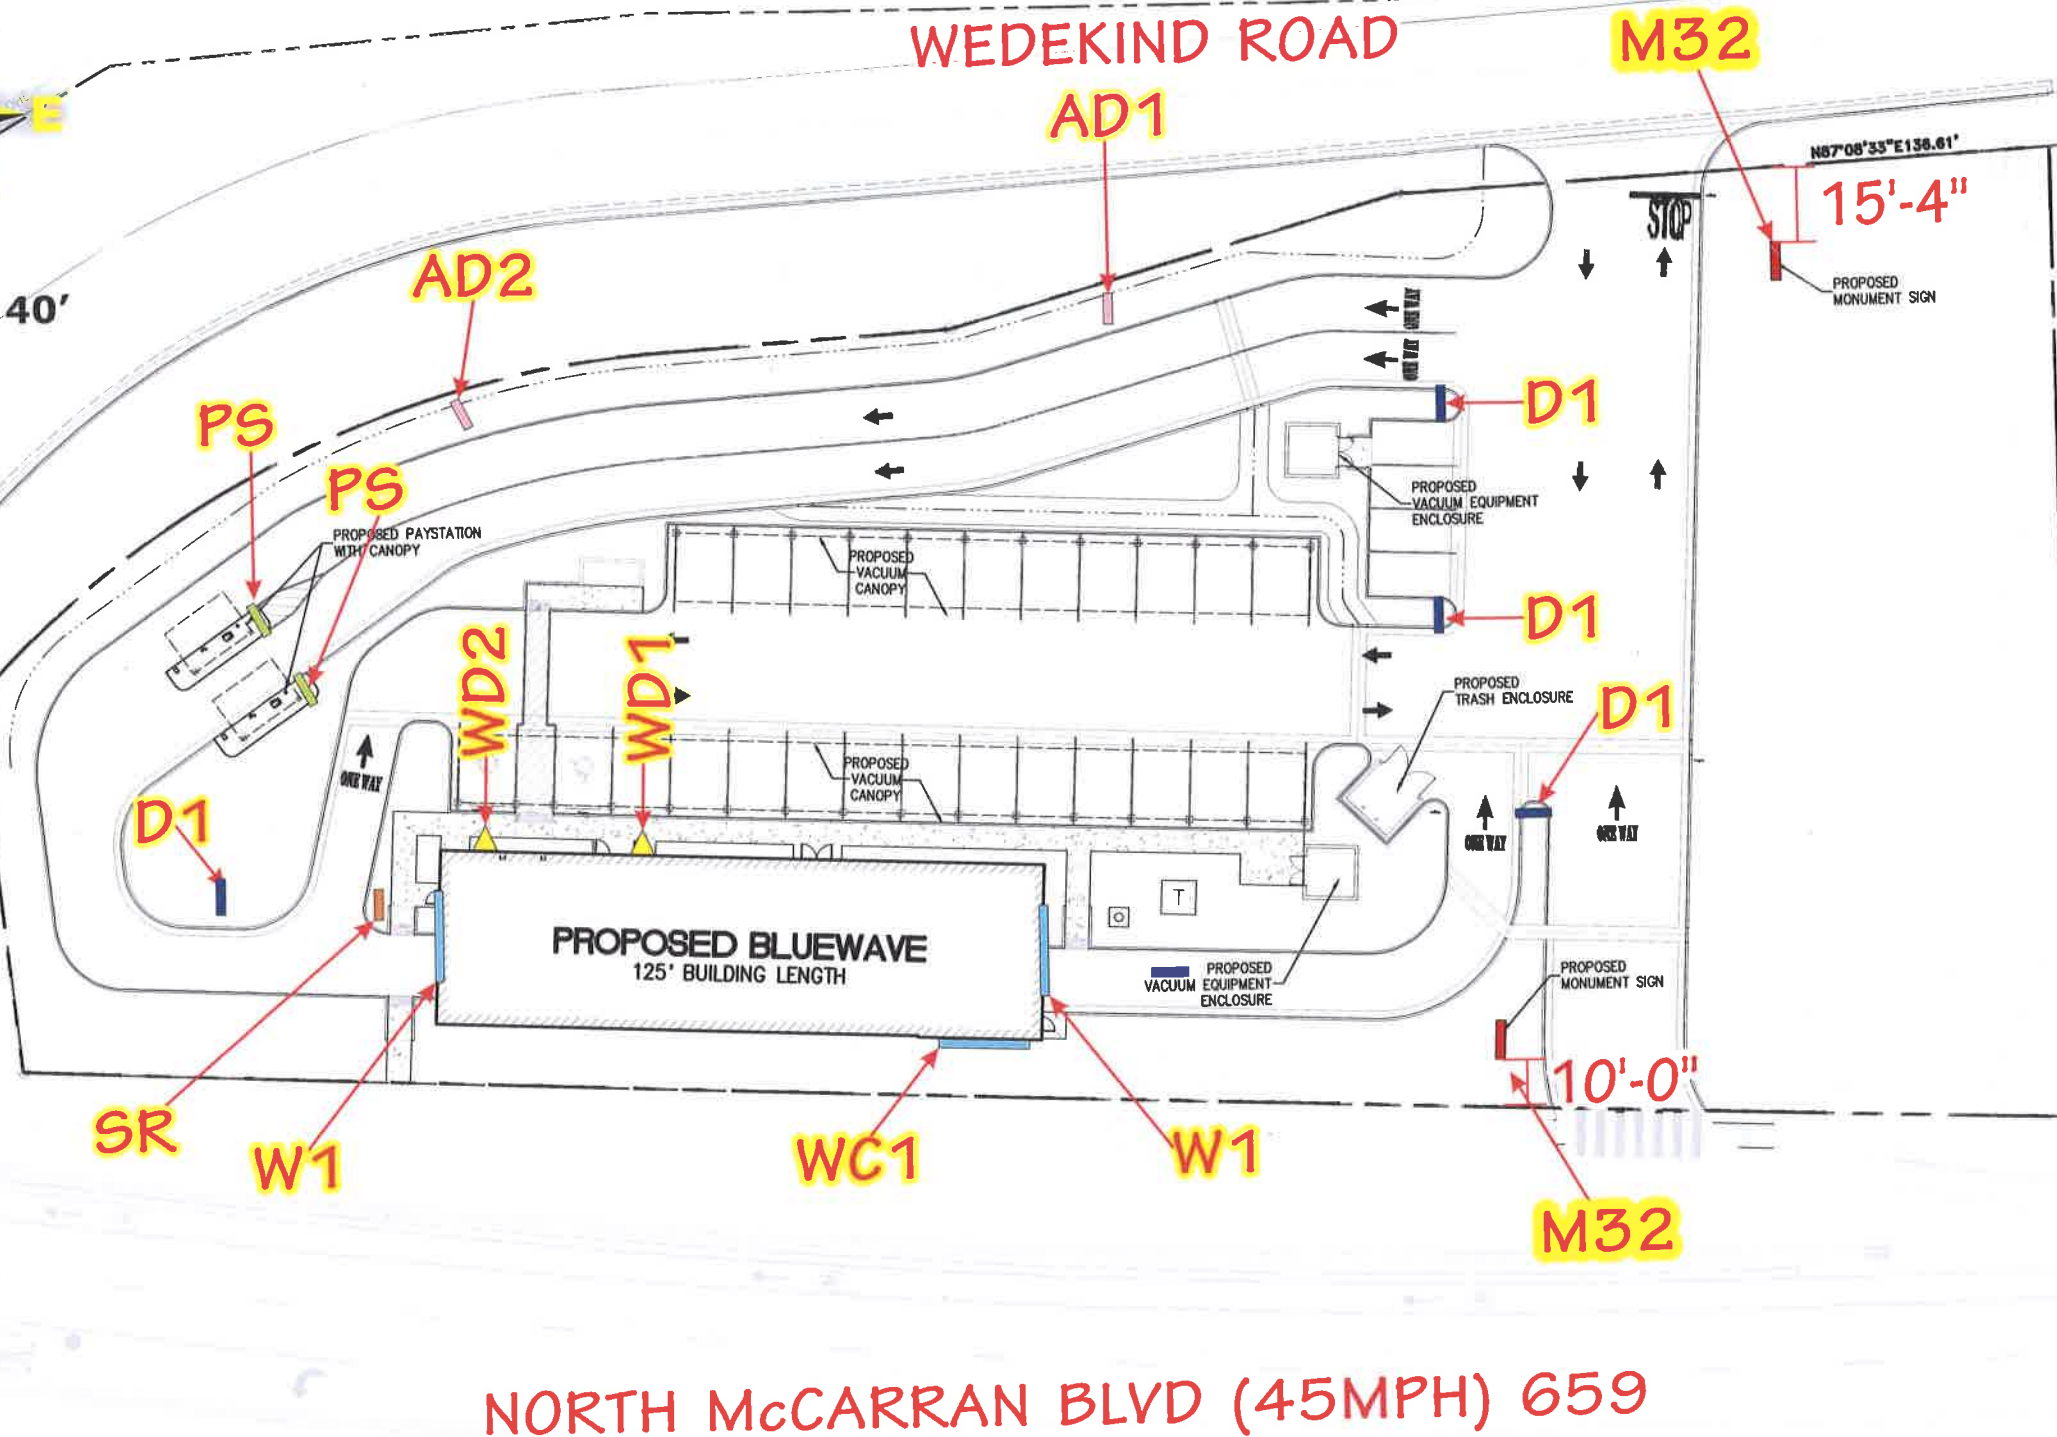 WEDEKIND ROAD
M32
E
AD1
N87°08'33"E136.61'
15'-4"
STOP
AD2
PROPOSED
MONUMENT SIGN
40'
ONE WAY
ONE WAY
PS
D1
PS
PROPOSED
VACUUM EQUIPMENT
ENCLOSURE
PROPOSED PAYSTATION
WITH CANOPY
PROPOSED
VACUUM
CANOPY
D1
WD2
WD1
PROPOSED
TRASH ENCLOSURE
D1
PROPOSED
VACUUM
CANOPY
ONE WAY
D1
ONE WAY
ONE WAY
T
PROPOSED BLUEWAVE
125' BUILDING LENGTH
PROPOSED
VACUUM EQUIPMENT
ENCLOSURE
PROPOSED
MONUMENT SIGN
10'-0"
SR
W1
WC1
W1
M32
NORTH McCARRAN BLVD (45MPH) 659